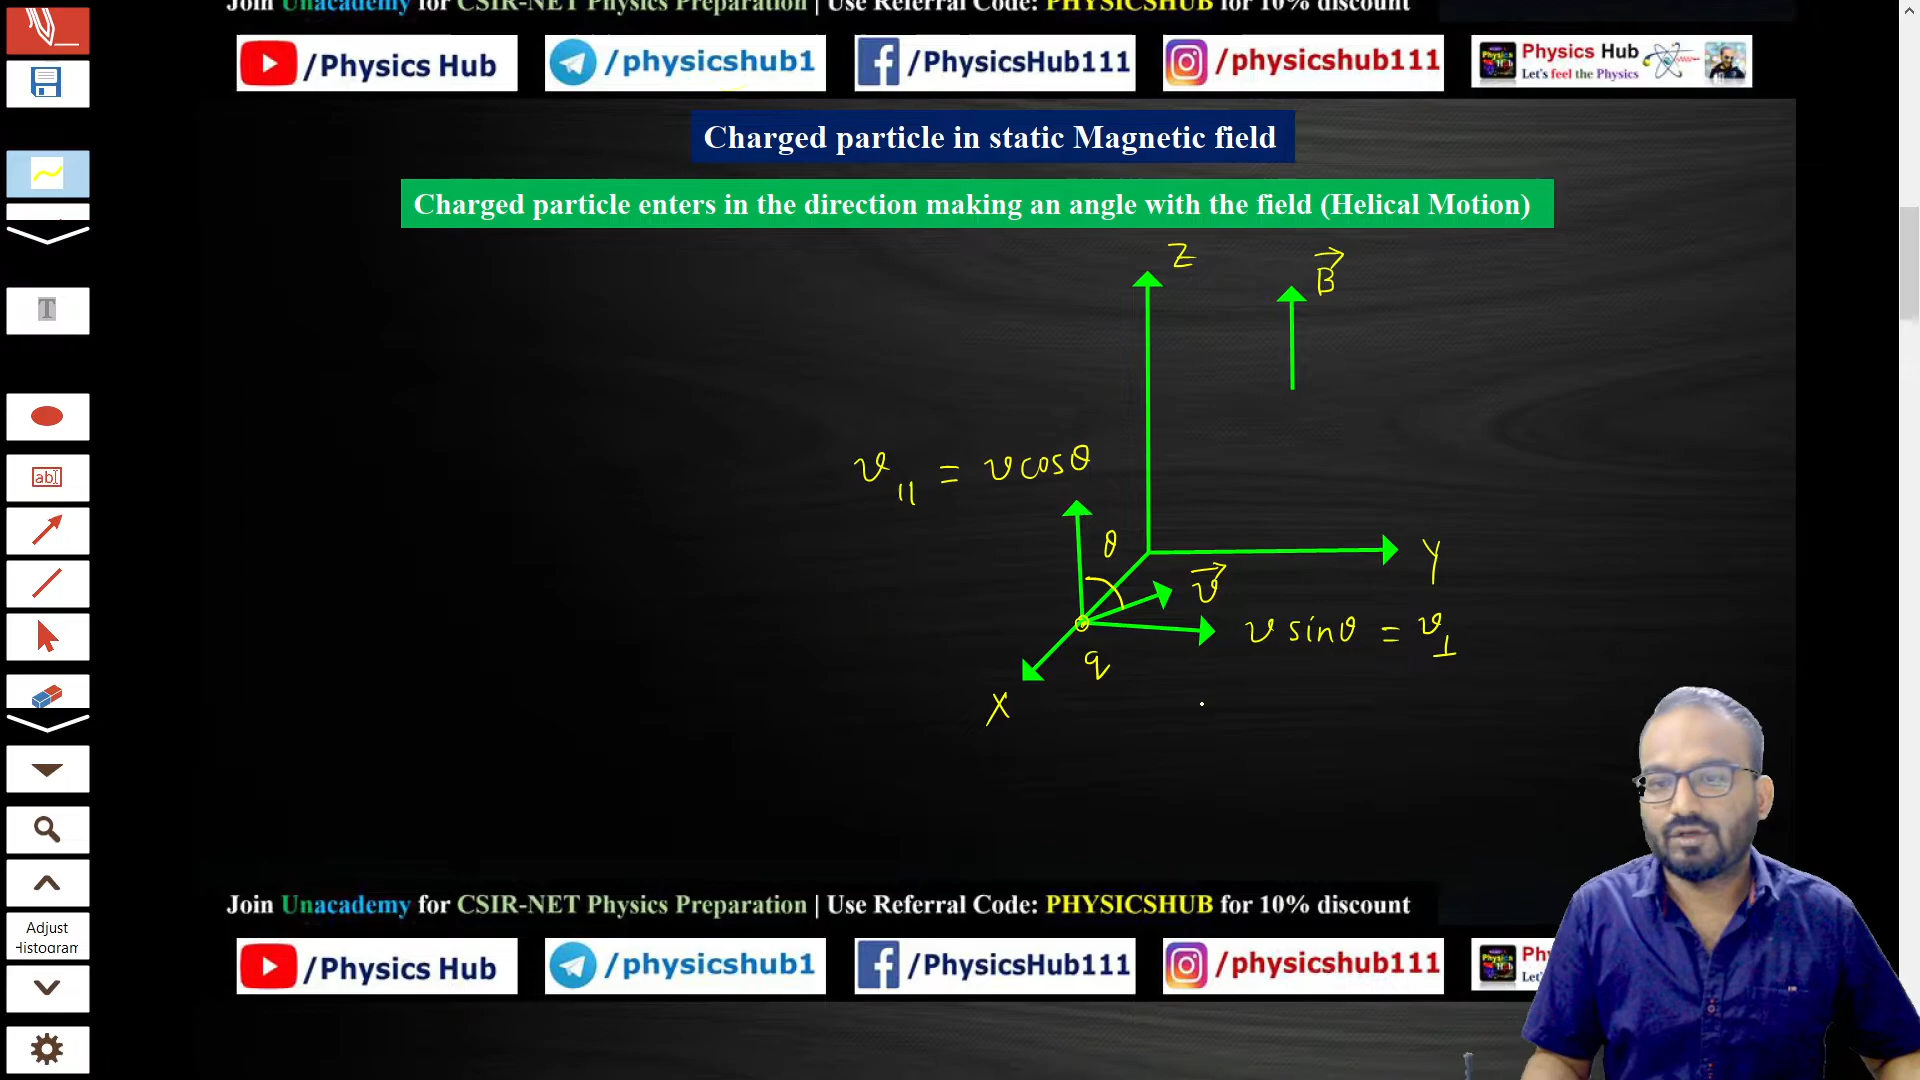 Join Unacademy for CSIR-NET Physics Preparation | Use Referral Code: PHYSICSHUB for 10% discount
/Physics Hub
/physicshub1
/PhysicsHub111
/physicshub111
Physics Hub
Let's feel the Physics
Charged particle in static Magnetic field
Charged particle enters in the direction making an angle with the field (Helical Motion)
Z
B⃗
v∥ = v cosθ
θ
Y
v⃗
v sinθ = v⊥
q
X
T
ab
Adjust
Histogram
Join Unacademy for CSIR-NET Physics Preparation | Use Referral Code: PHYSICSHUB for 10% discount
/Physics Hub
/physicshub1
/PhysicsHub111
/physicshub111